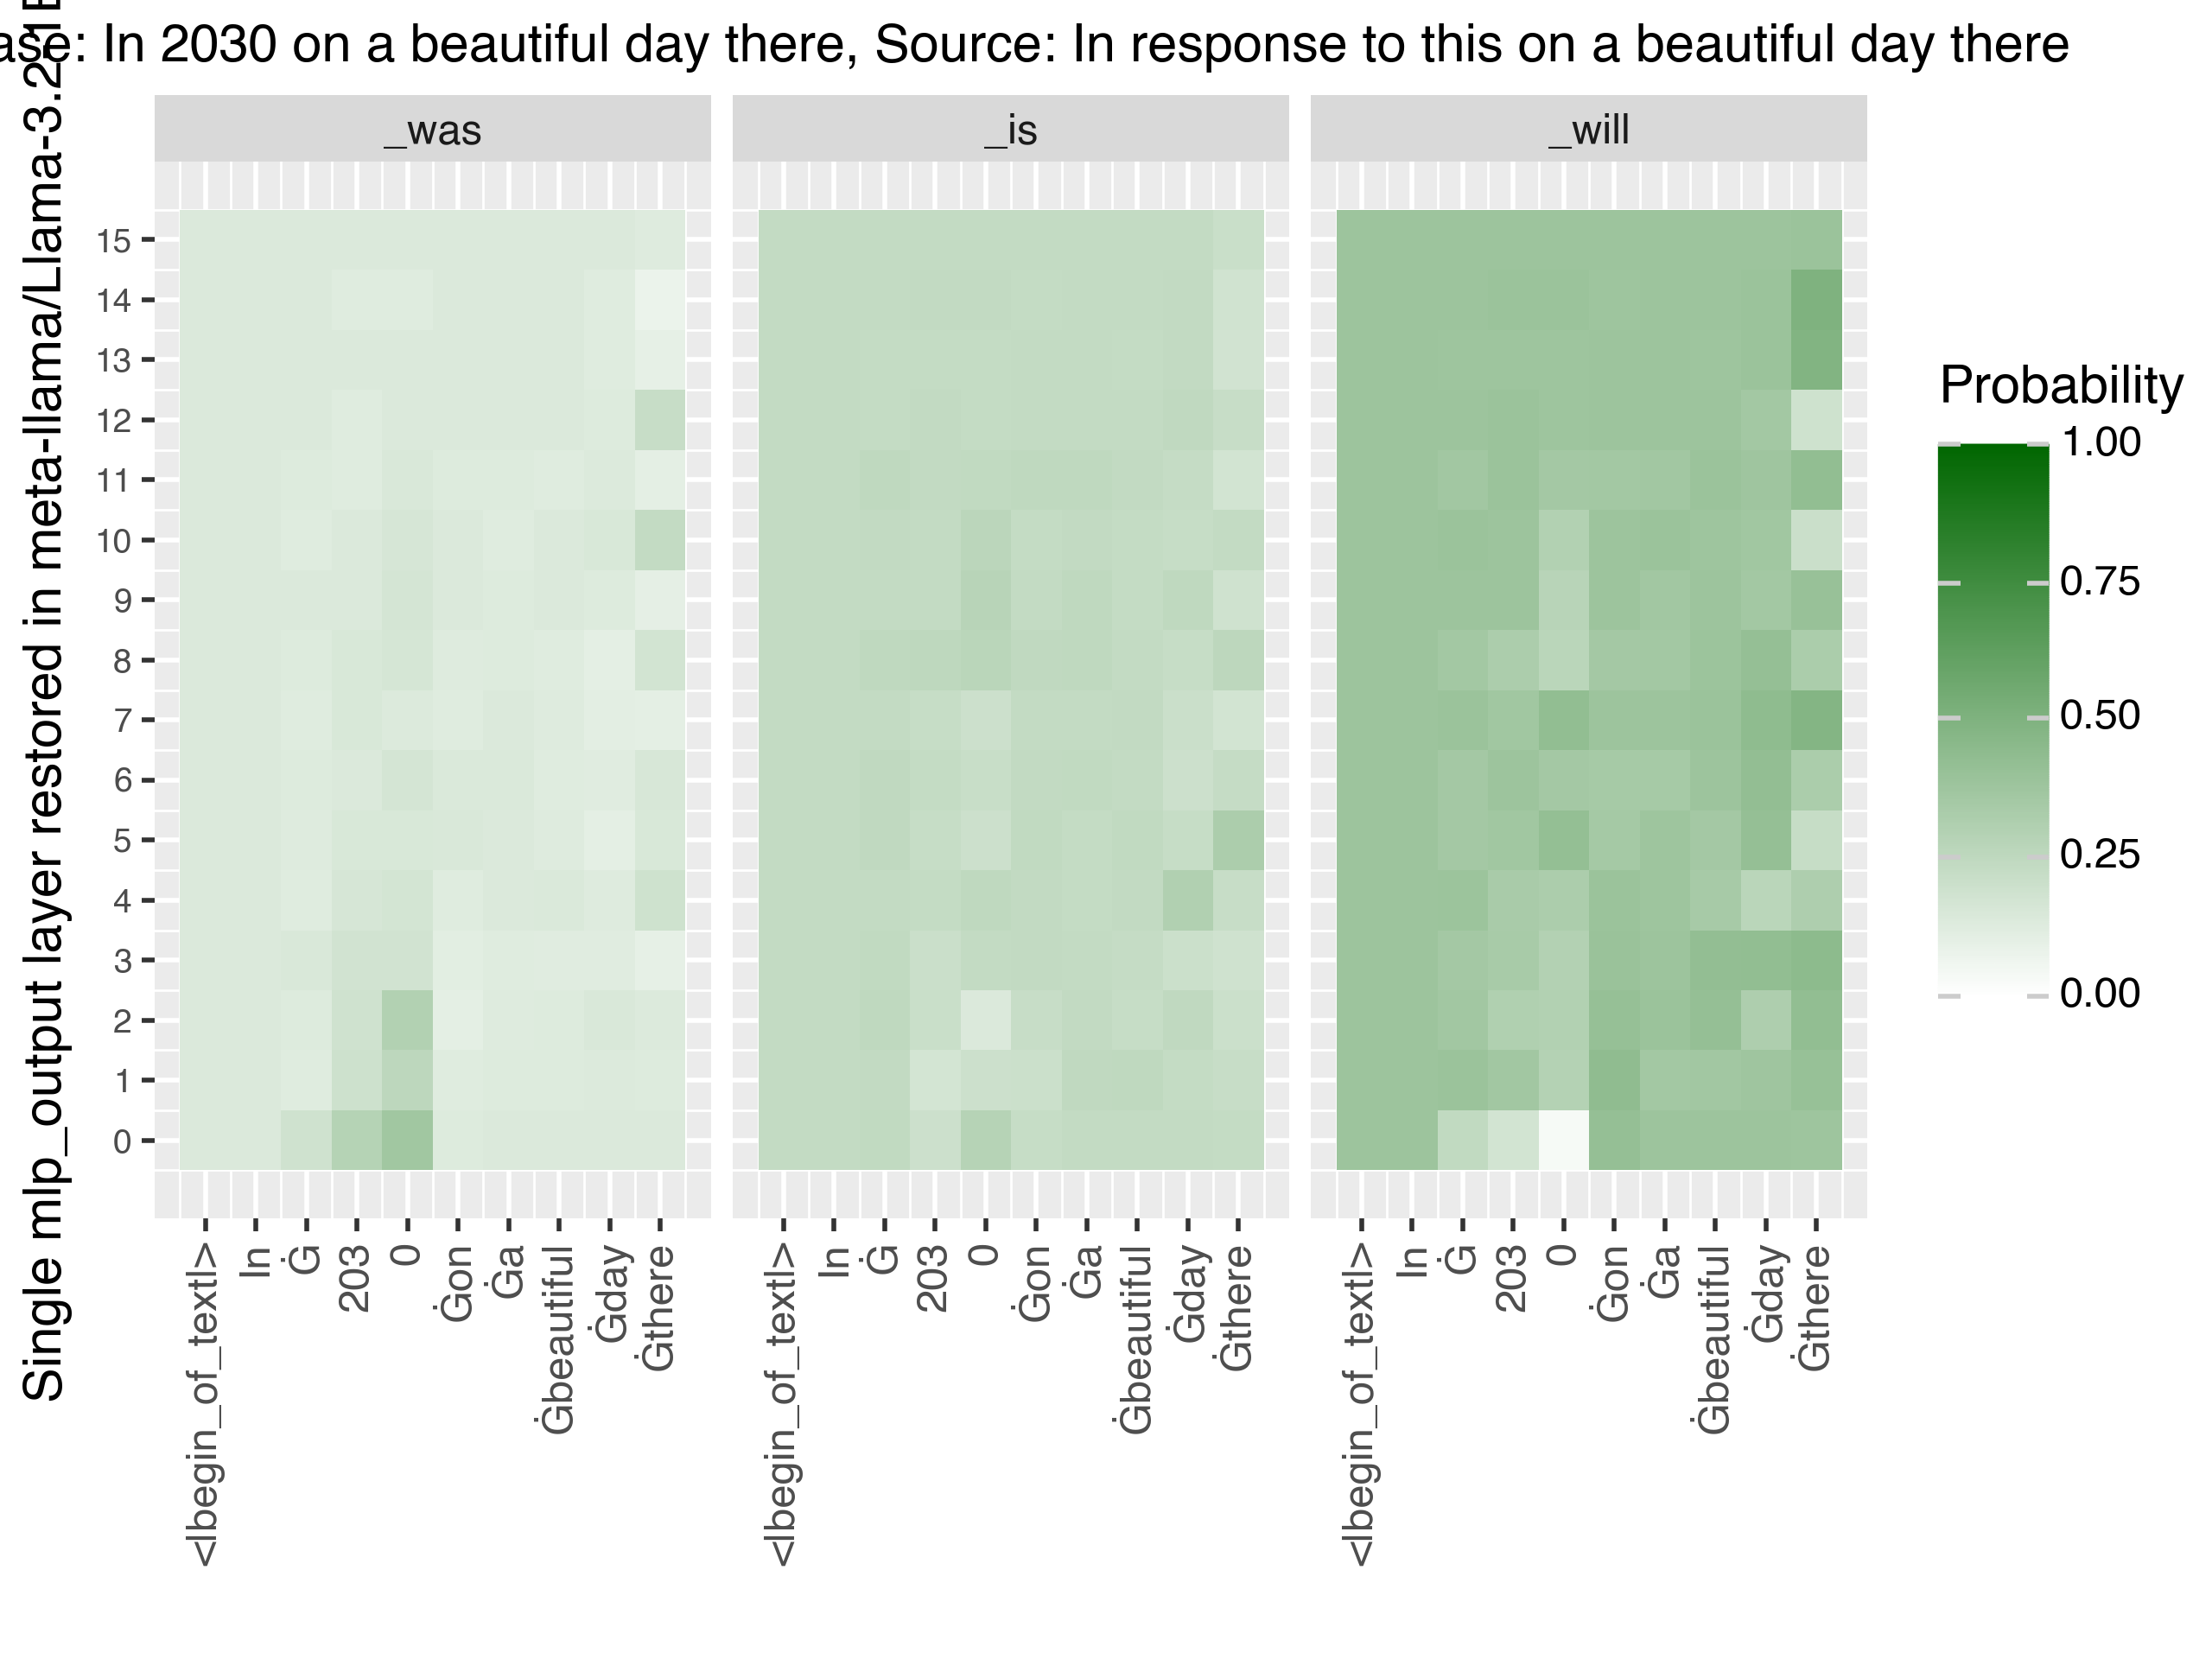 ase: In 2030 on a beautiful day there, Source: In response to this on a beautiful day there
Single mlp_output layer restored in meta-llama/Llama-3.2-1B
_was
_is
_will
15
14
13
12
11
10
9
8
7
6
5
4
3
2
1
0
<|begin_of_text|>
In
Ġ
203
0
Ġon
Ġa
Ġbeautiful
Ġday
Ġthere
<|begin_of_text|>
In
Ġ
203
0
Ġon
Ġa
Ġbeautiful
Ġday
Ġthere
<|begin_of_text|>
In
Ġ
203
0
Ġon
Ġa
Ġbeautiful
Ġday
Ġthere
Probability
1.00
0.75
0.50
0.25
0.00